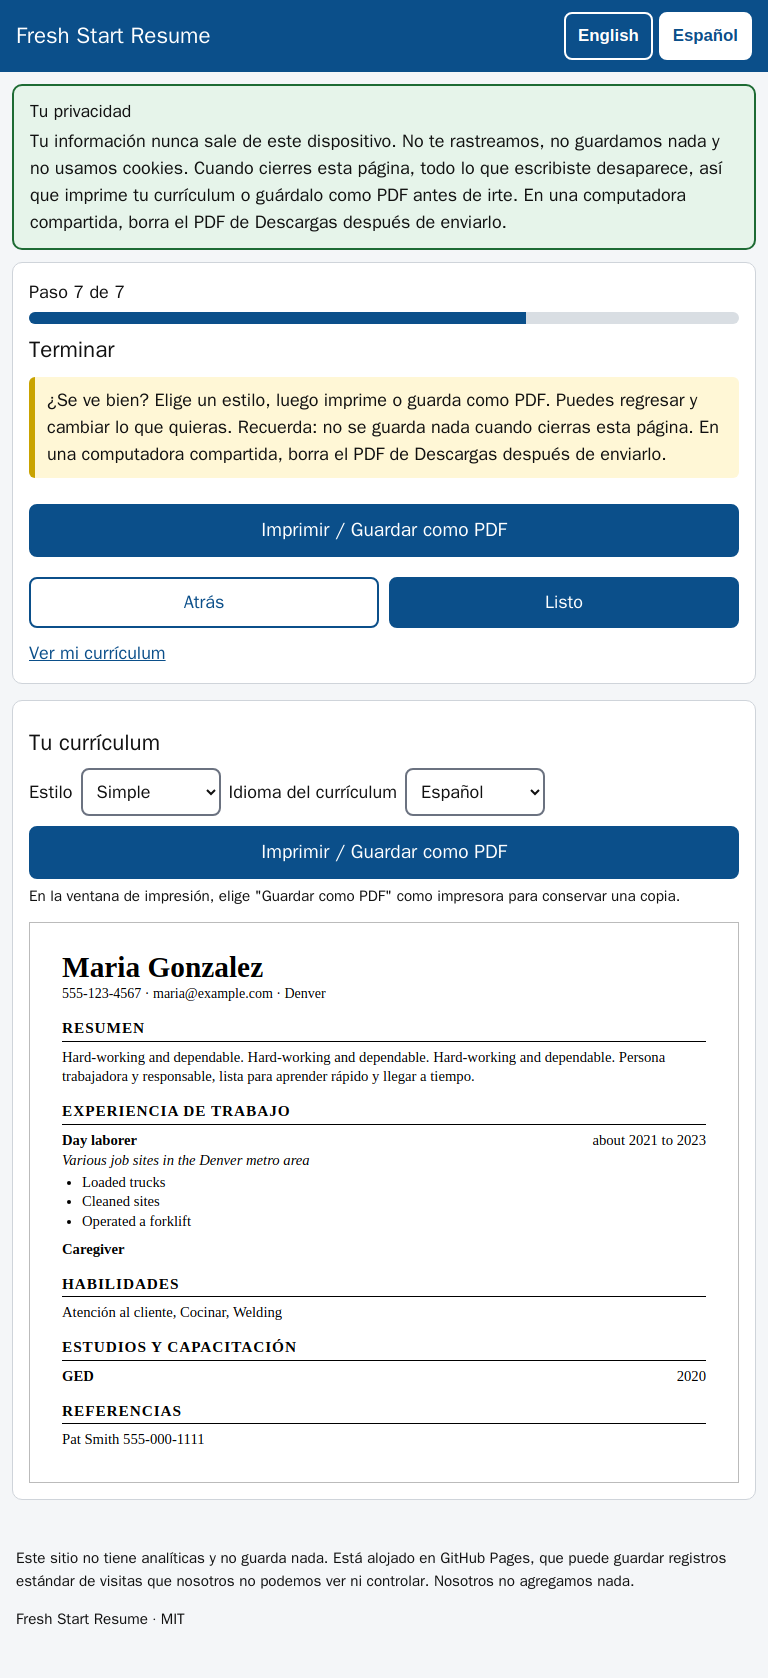 Fresh Start Resume
English
Español
Tu privacidad
Tu información nunca sale de este dispositivo. No te rastreamos, no guardamos nada y
no usamos cookies. Cuando cierres esta página, todo lo que escribiste desaparece, así
que imprime tu currículum o guárdalo como PDF antes de irte. En una computadora
compartida, borra el PDF de Descargas después de enviarlo.
Paso 7 de 7
Terminar
¿Se ve bien? Elige un estilo, luego imprime o guarda como PDF. Puedes regresar y
cambiar lo que quieras. Recuerda: no se guarda nada cuando cierras esta página. En
una computadora compartida, borra el PDF de Descargas después de enviarlo.
Imprimir / Guardar como PDF
Atrás
Listo
Ver mi currículum
Tu currículum
Estilo Simple Idioma del currículum Español
Imprimir / Guardar como PDF
En la ventana de impresión, elige "Guardar como PDF" como impresora para conservar una copia.
Maria Gonzalez
555-123-4567 · maria@example.com · Denver
RESUMEN
Hard-working and dependable. Hard-working and dependable. Hard-working and dependable. Persona
trabajadora y responsable, lista para aprender rápido y llegar a tiempo.
EXPERIENCIA DE TRABAJO
Day laborer about 2021 to 2023
Various job sites in the Denver metro area
• Loaded trucks
• Cleaned sites
• Operated a forklift
Caregiver
HABILIDADES
Atención al cliente, Cocinar, Welding
ESTUDIOS Y CAPACITACIÓN
GED 2020
REFERENCIAS
Pat Smith 555-000-1111
Este sitio no tiene analíticas y no guarda nada. Está alojado en GitHub Pages, que puede guardar registros
estándar de visitas que nosotros no podemos ver ni controlar. Nosotros no agregamos nada.
Fresh Start Resume · MIT